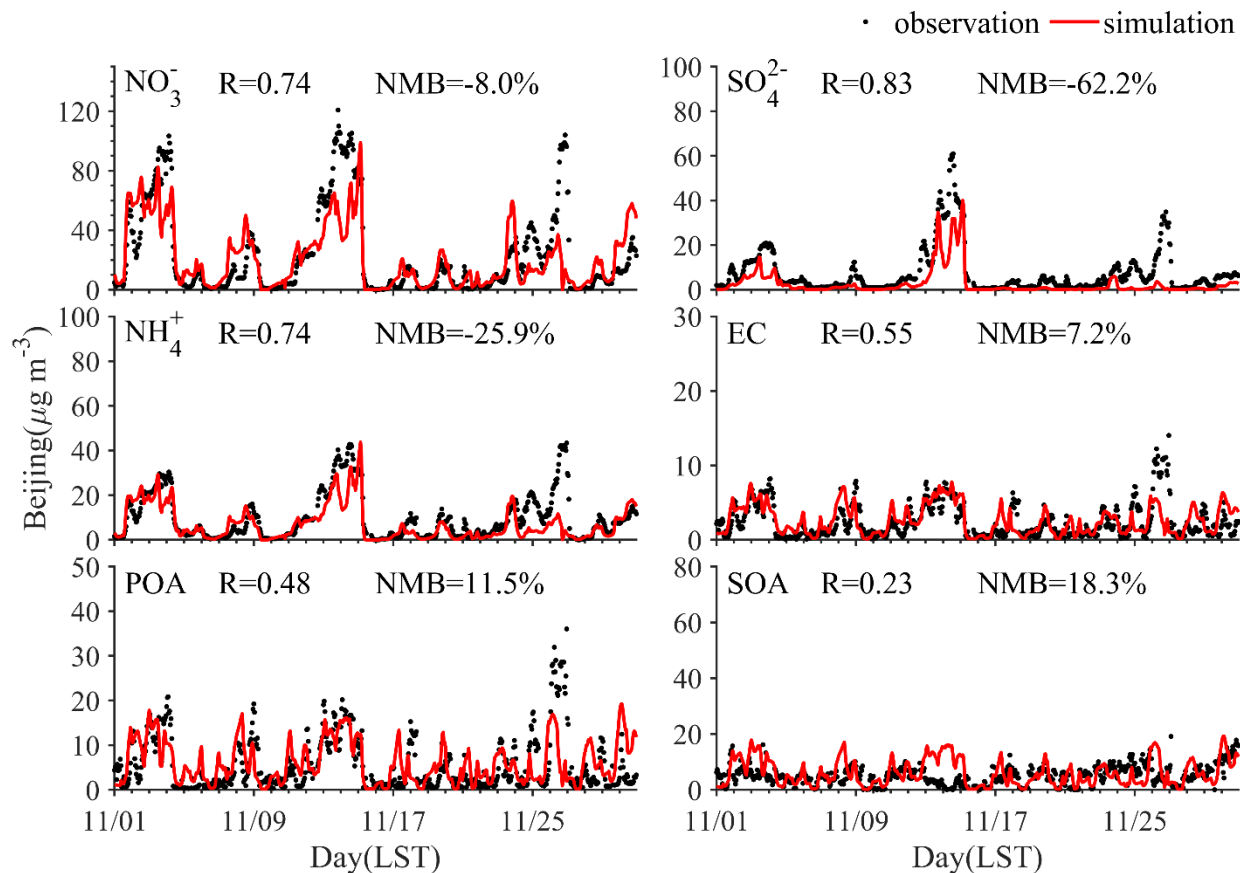 observation simulation
NO₃⁻ R=0.74 NMB=-8.0%
120
80
40
0
SO₄²⁻ R=0.83 NMB=-62.2%
100
80
60
40
20
0
NH₄⁺ R=0.74 NMB=-25.9%
100
80
60
40
20
0
EC R=0.55 NMB=7.2%
30
20
10
0
POA R=0.48 NMB=11.5%
50
40
30
20
10
0
SOA R=0.23 NMB=18.3%
80
60
40
20
0
Beijing(μg m⁻³)
11/01 11/09 11/17 11/25
11/01 11/09 11/17 11/25
Day(LST)
Day(LST)